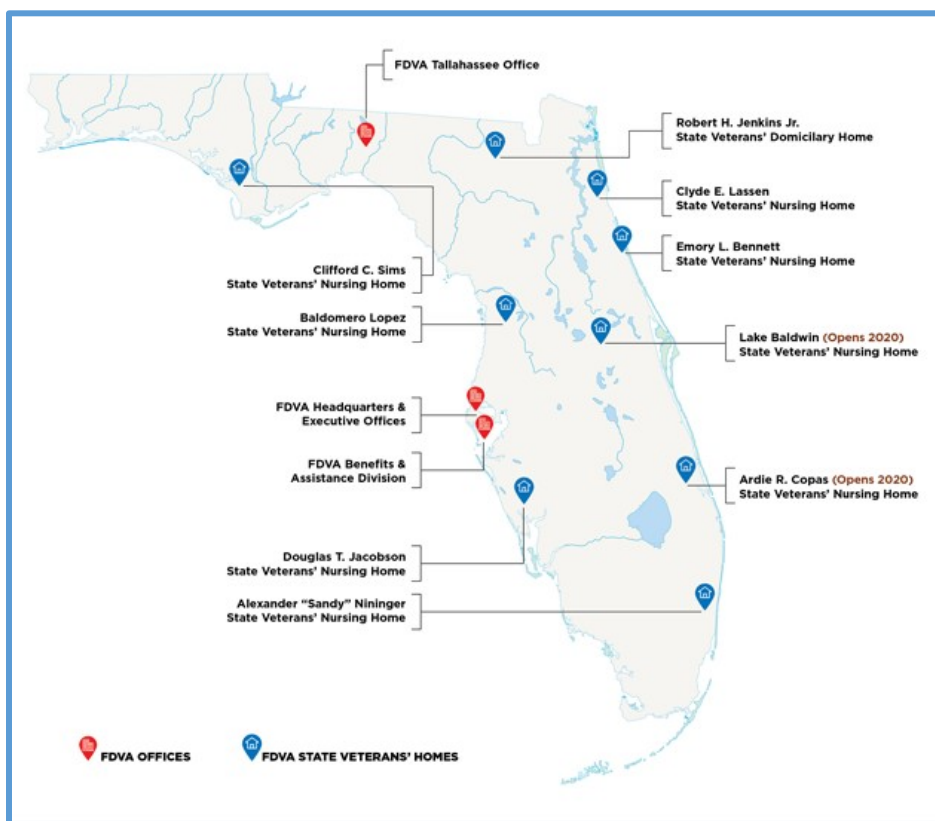 FDVA Tallahassee Office
Robert H. Jenkins Jr.
State Veterans' Domicilary Home
Clyde E. Lassen
State Veterans' Nursing Home
Emory L. Bennett
State Veterans' Nursing Home
Clifford C. Sims
State Veterans' Nursing Home
Baldomero Lopez
State Veterans' Nursing Home
Lake Baldwin (Opens 2020)
State Veterans' Nursing Home
FDVA Headquarters &
Executive Offices
FDVA Benefits &
Assistance Division
Ardie R. Copas (Opens 2020)
State Veterans' Nursing Home
Douglas T. Jacobson
State Veterans' Nursing Home
Alexander “Sandy” Nininger
State Veterans' Nursing Home
FDVA OFFICES
FDVA STATE VETERANS' HOMES